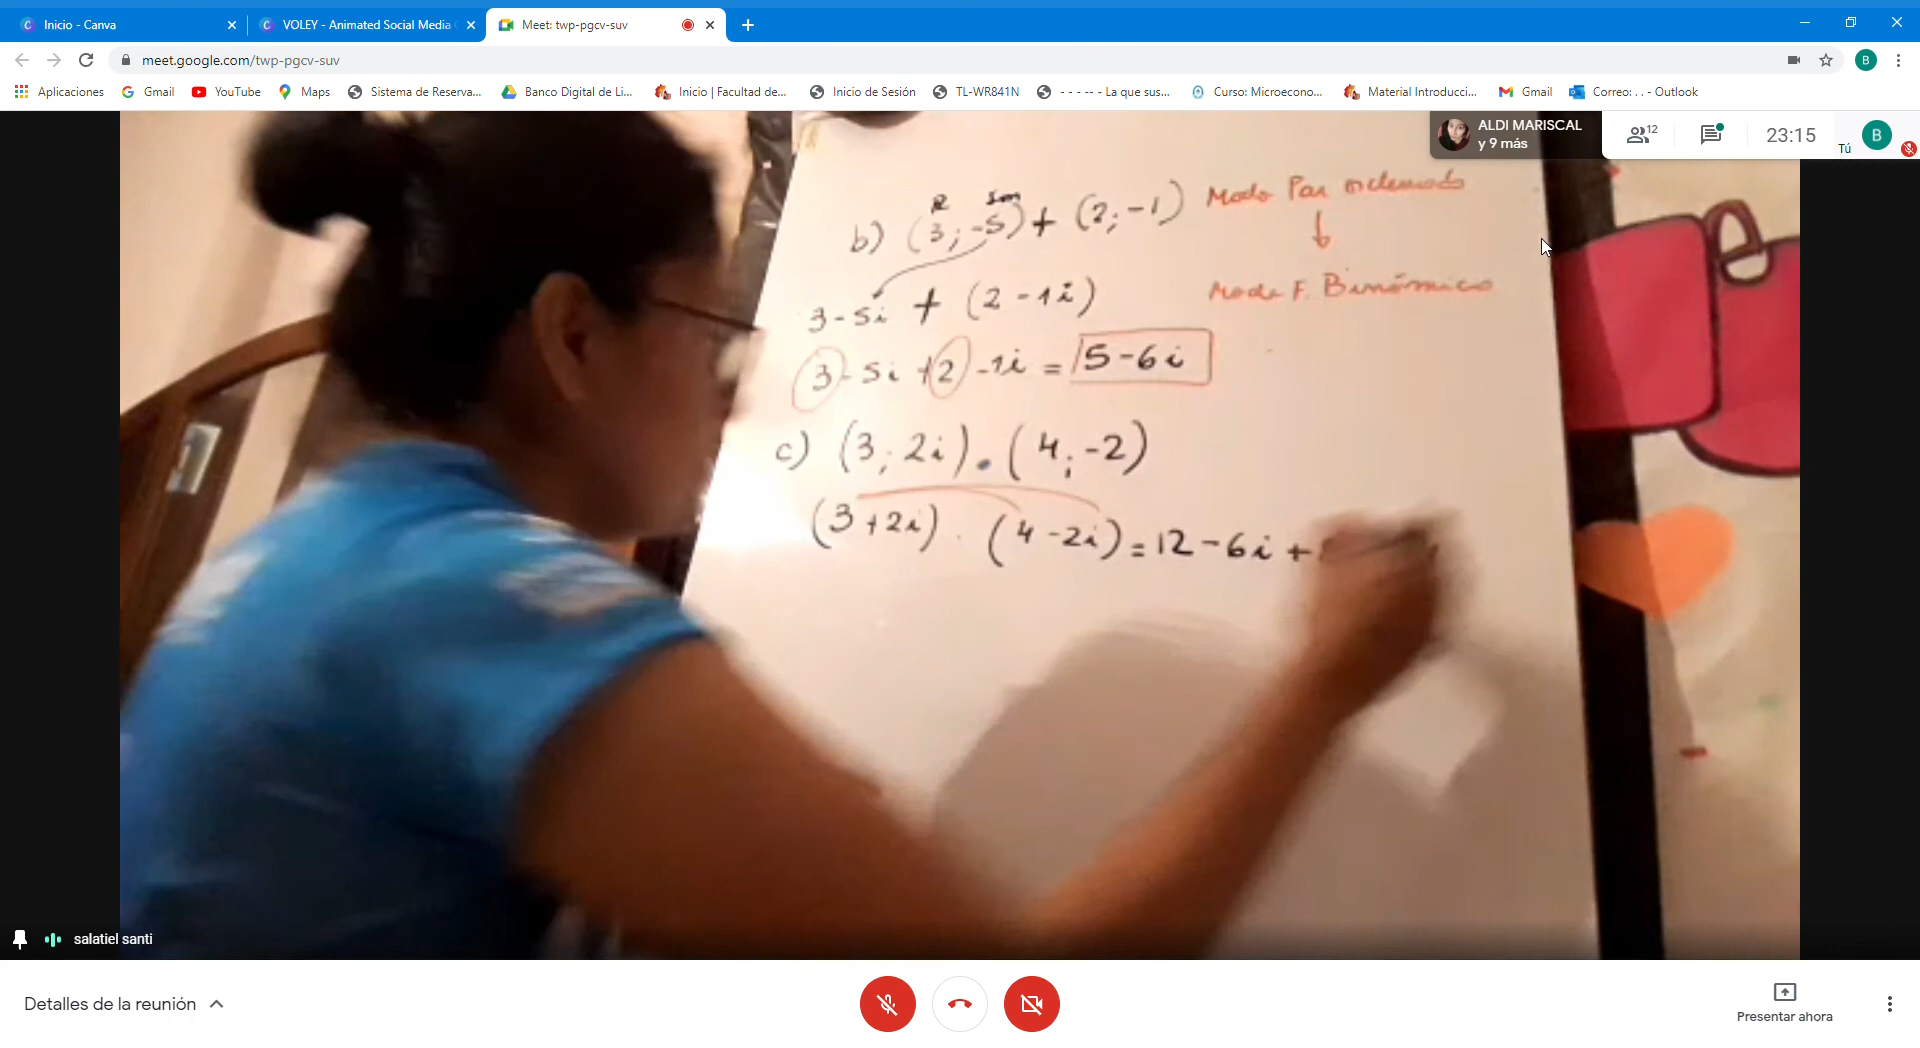 Inicio - Canva
VOLEY - Animated Social Media
Meet: twp-pgcv-suv
meet.google.com/twp-pgcv-suv
B
Aplicaciones
Gmail
YouTube
Maps
Sistema de Reserva...
Banco Digital de Li...
Inicio | Facultad de...
Inicio de Sesión
TL-WR841N
- - - -- - La que sus...
Curso: Microecono...
Material Introducci...
Gmail
Correo: . . - Outlook
ALDI MARISCAL
y 9 más
12
23:15
Tú
B
b) (3; -5) + (2; -1) Modo Par ordenado
3 - 5i + (2 - 1i) Modo F. Binómico
3 - 5i + 2 - 1i = 5 - 6i
c) (3; 2i) . (4; -2)
(3 + 2i) . (4 - 2i) = 12 - 6i +
salatiel santi
Detalles de la reunión
Presentar ahora